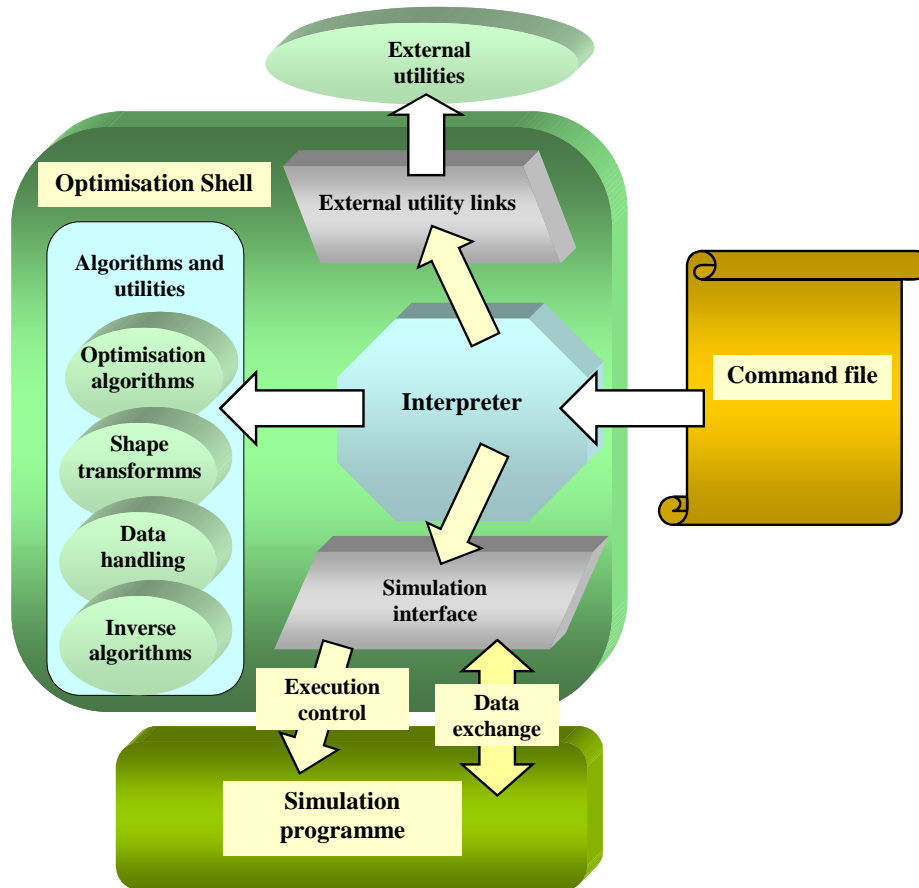 External
utilities
Optimisation Shell
External utility links
Algorithms and
utilities
Optimisation
algorithms
Shape
transformms
Data
handling
Inverse
algorithms
Interpreter
Command file
Simulation
interface
Execution
control
Data
exchange
Simulation
programme